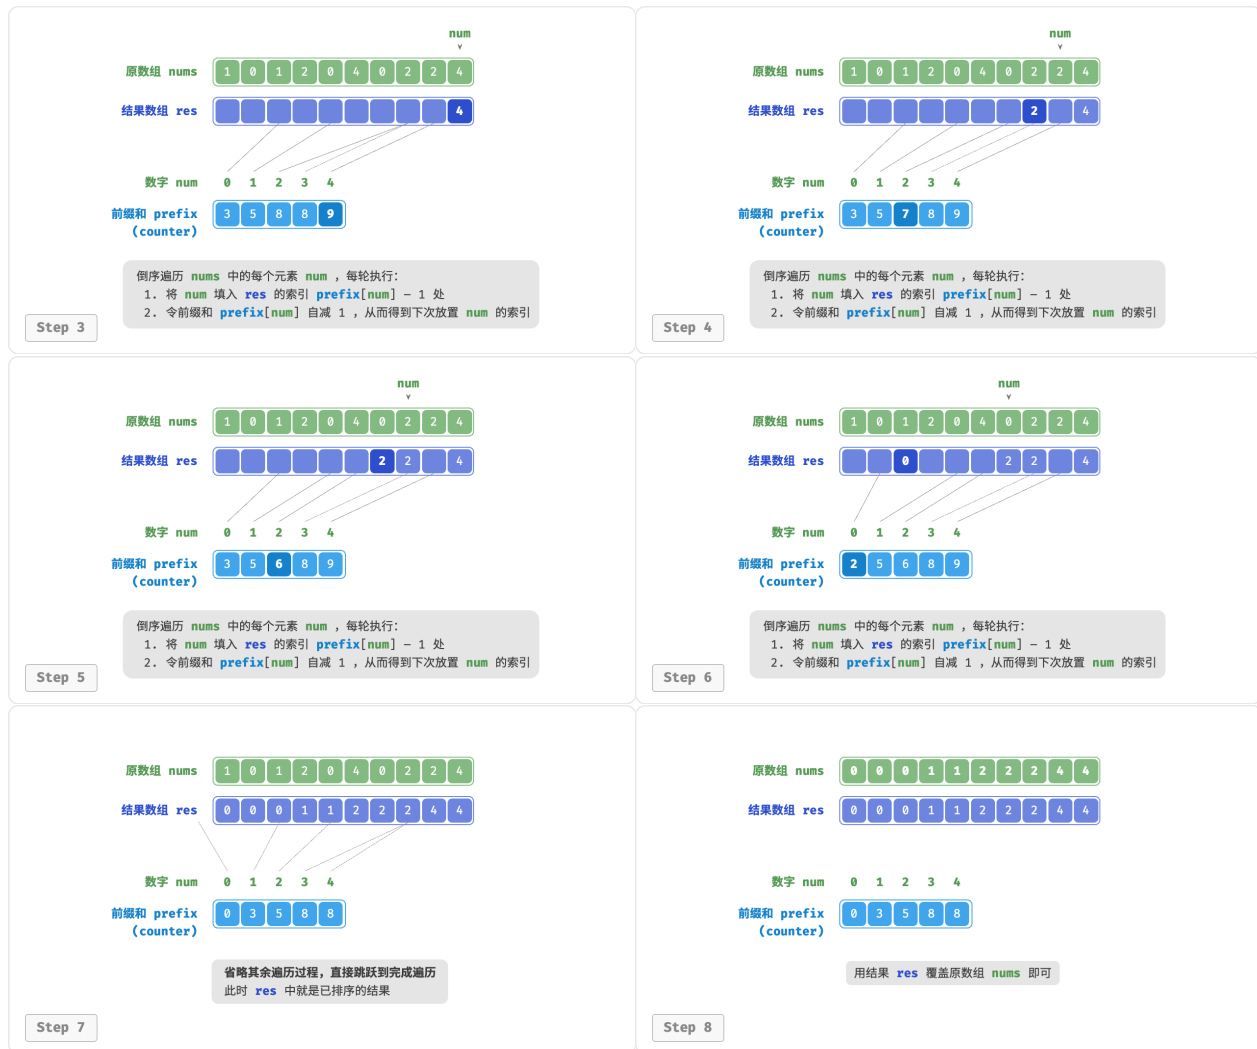 num
原数组 nums 1 0 1 2 0 4 0 2 2 4
结果数组 res 4
数字 num 0 1 2 3 4
前缀和 prefix 3 5 8 8 9
(counter)
倒序遍历 nums 中的每个元素 num ，每轮执行：
1. 将 num 填入 res 的索引 prefix[num] – 1 处
2. 令前缀和 prefix[num] 自减 1 ，从而得到下次放置 num 的索引
Step 3
num
原数组 nums 1 0 1 2 0 4 0 2 2 4
结果数组 res 2 4
数字 num 0 1 2 3 4
前缀和 prefix 3 5 7 8 9
(counter)
倒序遍历 nums 中的每个元素 num ，每轮执行：
1. 将 num 填入 res 的索引 prefix[num] – 1 处
2. 令前缀和 prefix[num] 自减 1 ，从而得到下次放置 num 的索引
Step 4
num
原数组 nums 1 0 1 2 0 4 0 2 2 4
结果数组 res 2 2 4
数字 num 0 1 2 3 4
前缀和 prefix 3 5 6 8 9
(counter)
倒序遍历 nums 中的每个元素 num ，每轮执行：
1. 将 num 填入 res 的索引 prefix[num] – 1 处
2. 令前缀和 prefix[num] 自减 1 ，从而得到下次放置 num 的索引
Step 5
num
原数组 nums 1 0 1 2 0 4 0 2 2 4
结果数组 res 0 2 2 4
数字 num 0 1 2 3 4
前缀和 prefix 2 5 6 8 9
(counter)
倒序遍历 nums 中的每个元素 num ，每轮执行：
1. 将 num 填入 res 的索引 prefix[num] – 1 处
2. 令前缀和 prefix[num] 自减 1 ，从而得到下次放置 num 的索引
Step 6
原数组 nums 1 0 1 2 0 4 0 2 2 4
结果数组 res 0 0 0 1 1 2 2 2 4 4
数字 num 0 1 2 3 4
前缀和 prefix 0 3 5 8 8
(counter)
省略其余遍历过程，直接跳跃到完成遍历
此时 res 中就是已排序的结果
Step 7
原数组 nums 0 0 0 1 1 2 2 2 4 4
结果数组 res 0 0 0 1 1 2 2 2 4 4
数字 num 0 1 2 3 4
前缀和 prefix 0 3 5 8 8
(counter)
用结果 res 覆盖原数组 nums 即可
Step 8